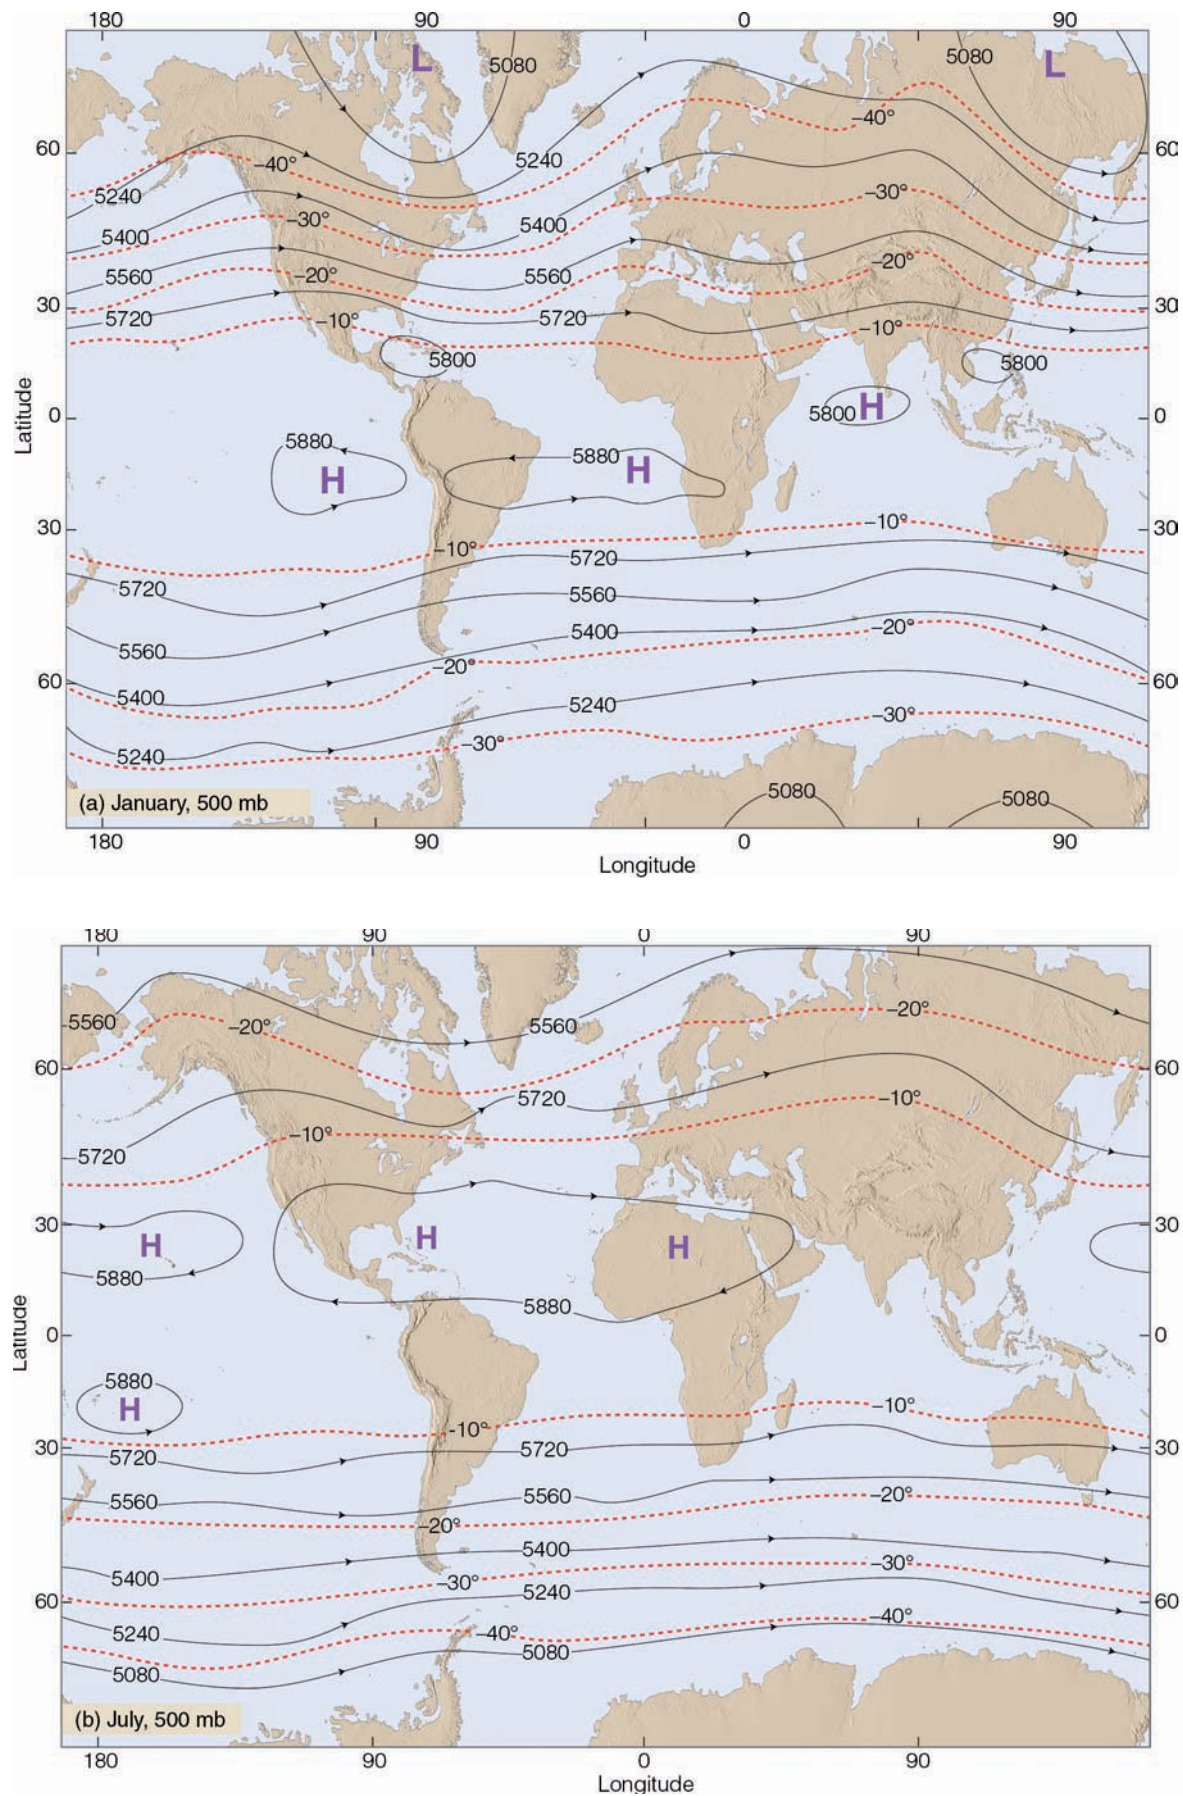 180 90 0 90
L 5080 5080 L
60 –40° 5240 –40° 60
5240 –30° –30°
5400 5400
5560 –20° 5560 –20°
30 5720 –10° 5720 –10° 30
5800 5800
Latitude
0 5800 H 0
5880 H 5880 H
30 –10° –10° 30
5720 5720
5560 5560
5400 –20° 5400 –20°
60 60
5240 –30° 5240 –30°
(a) January, 500 mb 5080 5080
180 90 0 90
Longitude
180 90 0 90
5560 –20° 5560 –20°
60 60
5720 –10° 5720 –10°
30 H H H 30
5880 5880
Latitude
0 0
5880
H –10° –10°
30 5720 5720 30
5560 –20° 5560 –20°
5400 –30° 5400 –30°
60 5240 –40° 5240 –40° 60
5080 5080
(b) July, 500 mb
180 90 0 90
Longitude